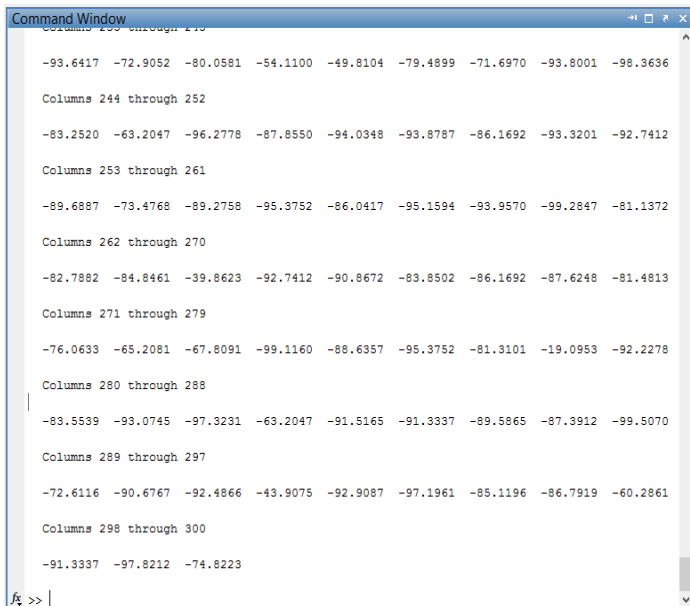 Command Window
Columns 235 through 243
-93.6417 -72.9052 -80.0581 -54.1100 -49.8104 -79.4899 -71.6970 -93.8001 -98.3636
Columns 244 through 252
-83.2520 -63.2047 -96.2778 -87.8550 -94.0348 -93.8787 -86.1692 -93.3201 -92.7412
Columns 253 through 261
-89.6887 -73.4768 -89.2758 -95.3752 -86.0417 -95.1594 -93.9570 -99.2847 -81.1372
Columns 262 through 270
-82.7882 -84.8461 -39.8623 -92.7412 -90.8672 -83.8502 -86.1692 -87.6248 -81.4813
Columns 271 through 279
-76.0633 -65.2081 -67.8091 -99.1160 -88.6357 -95.3752 -81.3101 -19.0953 -92.2278
Columns 280 through 288
-83.5539 -93.0745 -97.3231 -63.2047 -91.5165 -91.3337 -89.5865 -87.3912 -99.5070
Columns 289 through 297
-72.6116 -90.6767 -92.4866 -43.9075 -92.9087 -97.1961 -85.1196 -86.7919 -60.2861
Columns 298 through 300
-91.3337 -97.8212 -74.8223
fx >>